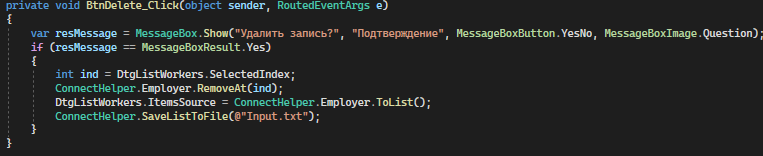 private void BtnDelete_Click(object sender, RoutedEventArgs e)
{
var resMessage = MessageBox.Show("Удалить запись?", "Подтверждение", MessageBoxButton.YesNo, MessageBoxImage.Question);
if (resMessage == MessageBoxResult.Yes)
{
int ind = DtgListWorkers.SelectedIndex;
ConnectHelper.Employer.RemoveAt(ind);
DtgListWorkers.ItemsSource = ConnectHelper.Employer.ToList();
ConnectHelper.SaveListToFile(@"Input.txt");
}
}